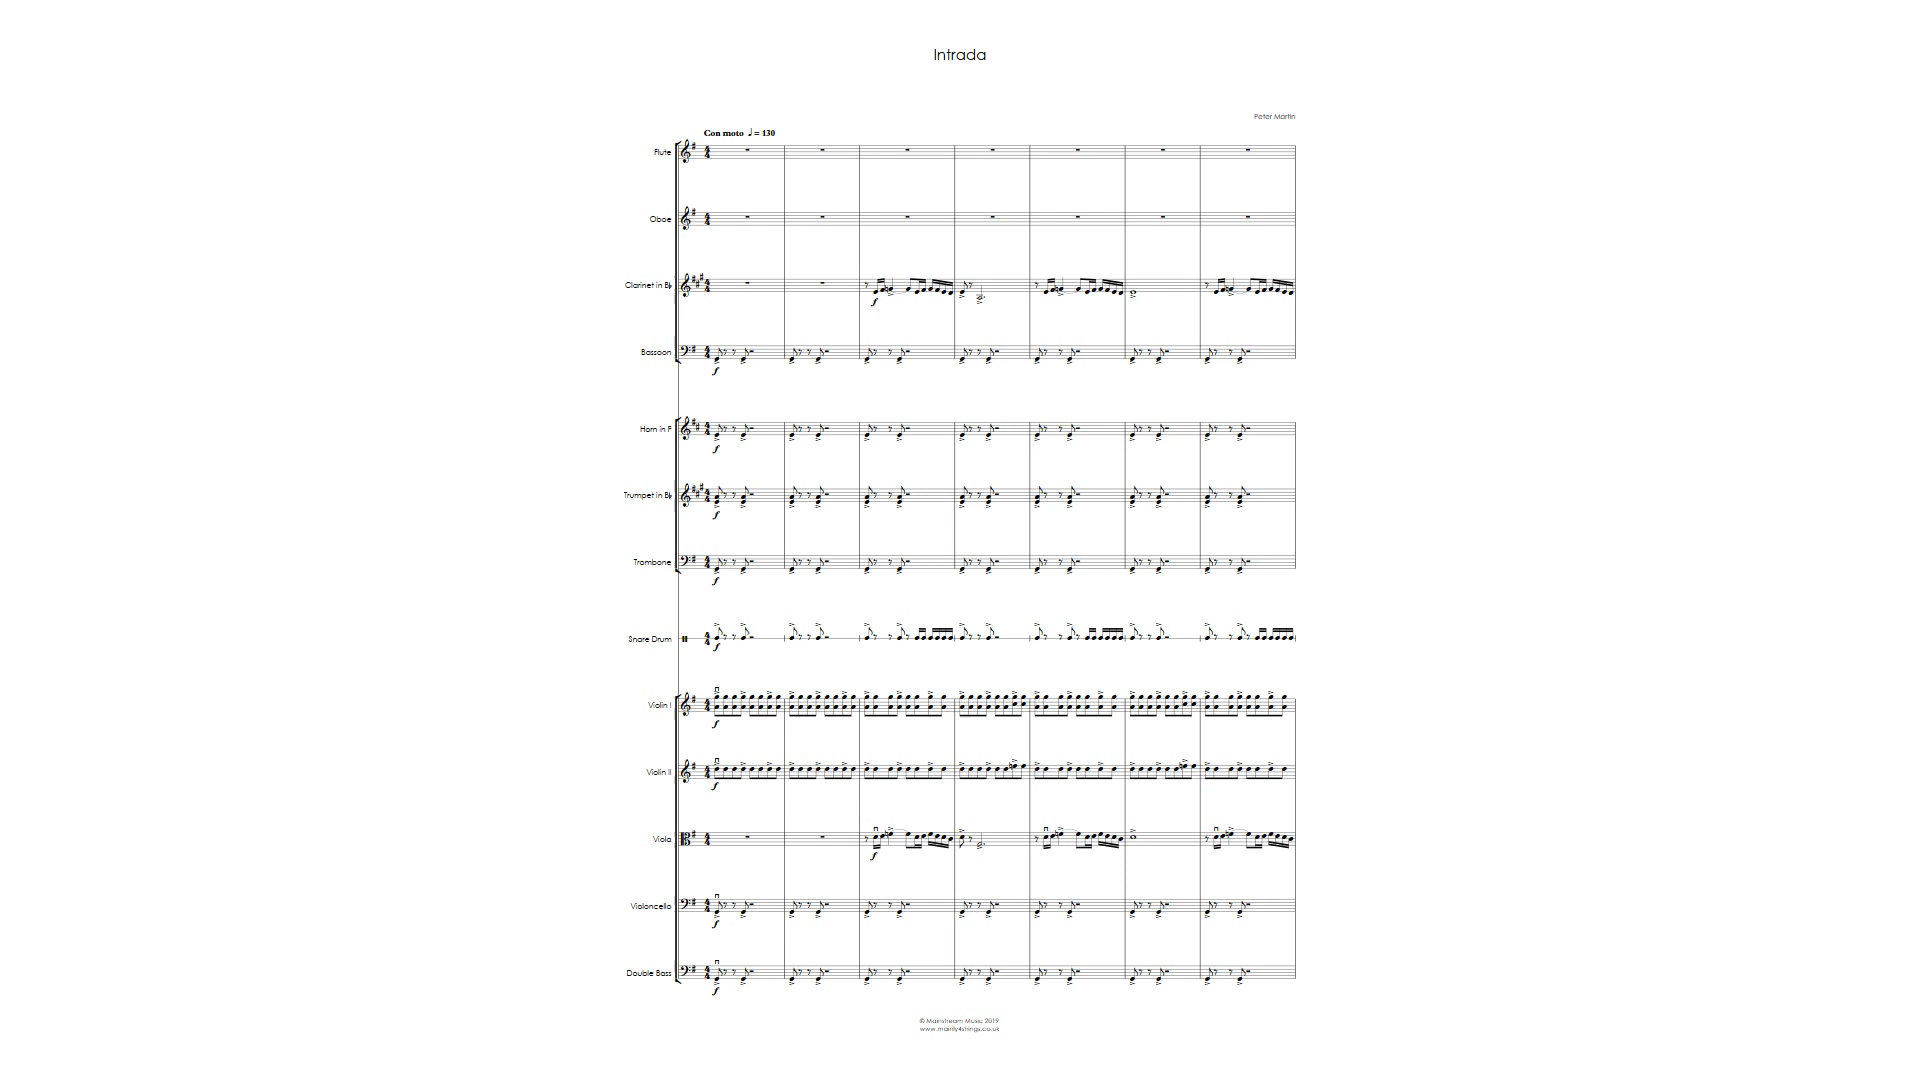 Intrada
Peter Martin
Con moto ♩ = 130
Flute
Oboe
Clarinet in B♭
f
Bassoon
f
Horn in F
f
Trumpet in B♭
f
Trombone
f
Snare Drum
f
Violin I
f
Violin II
f
Viola
f
Violoncello
f
Double Bass
f
© Mainstream Music 2019
www.mainly4strings.co.uk